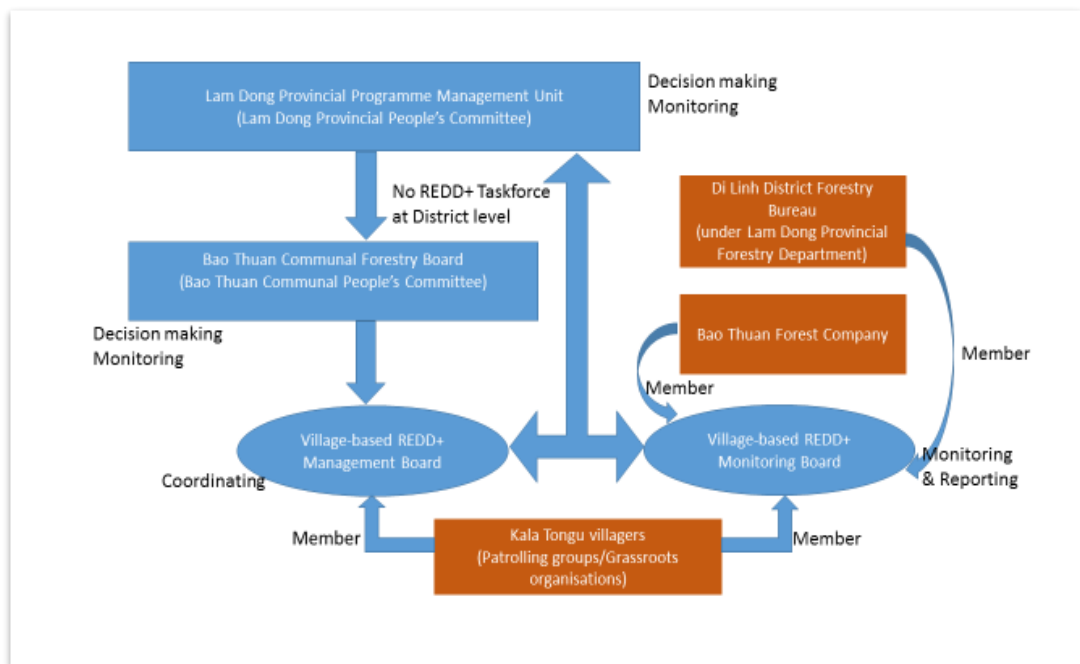 Lam Dong Provincial Programme Management Unit
(Lam Dong Provincial People's Committee)
Decision making
Monitoring
No REDD+ Taskforce
at District level
Di Linh District Forestry
Bureau
(under Lam Dong Provincial
Forestry Department)
Bao Thuan Communal Forestry Board
(Bao Thuan Communal People's Committee)
Decision making
Monitoring
Bao Thuan Forest Company
Member
Member
Village-based REDD+
Management Board
Coordinating
Village-based REDD+
Monitoring Board
Monitoring
& Reporting
Member
Kala Tongu villagers
(Patrolling groups/Grassroots
organisations)
Member